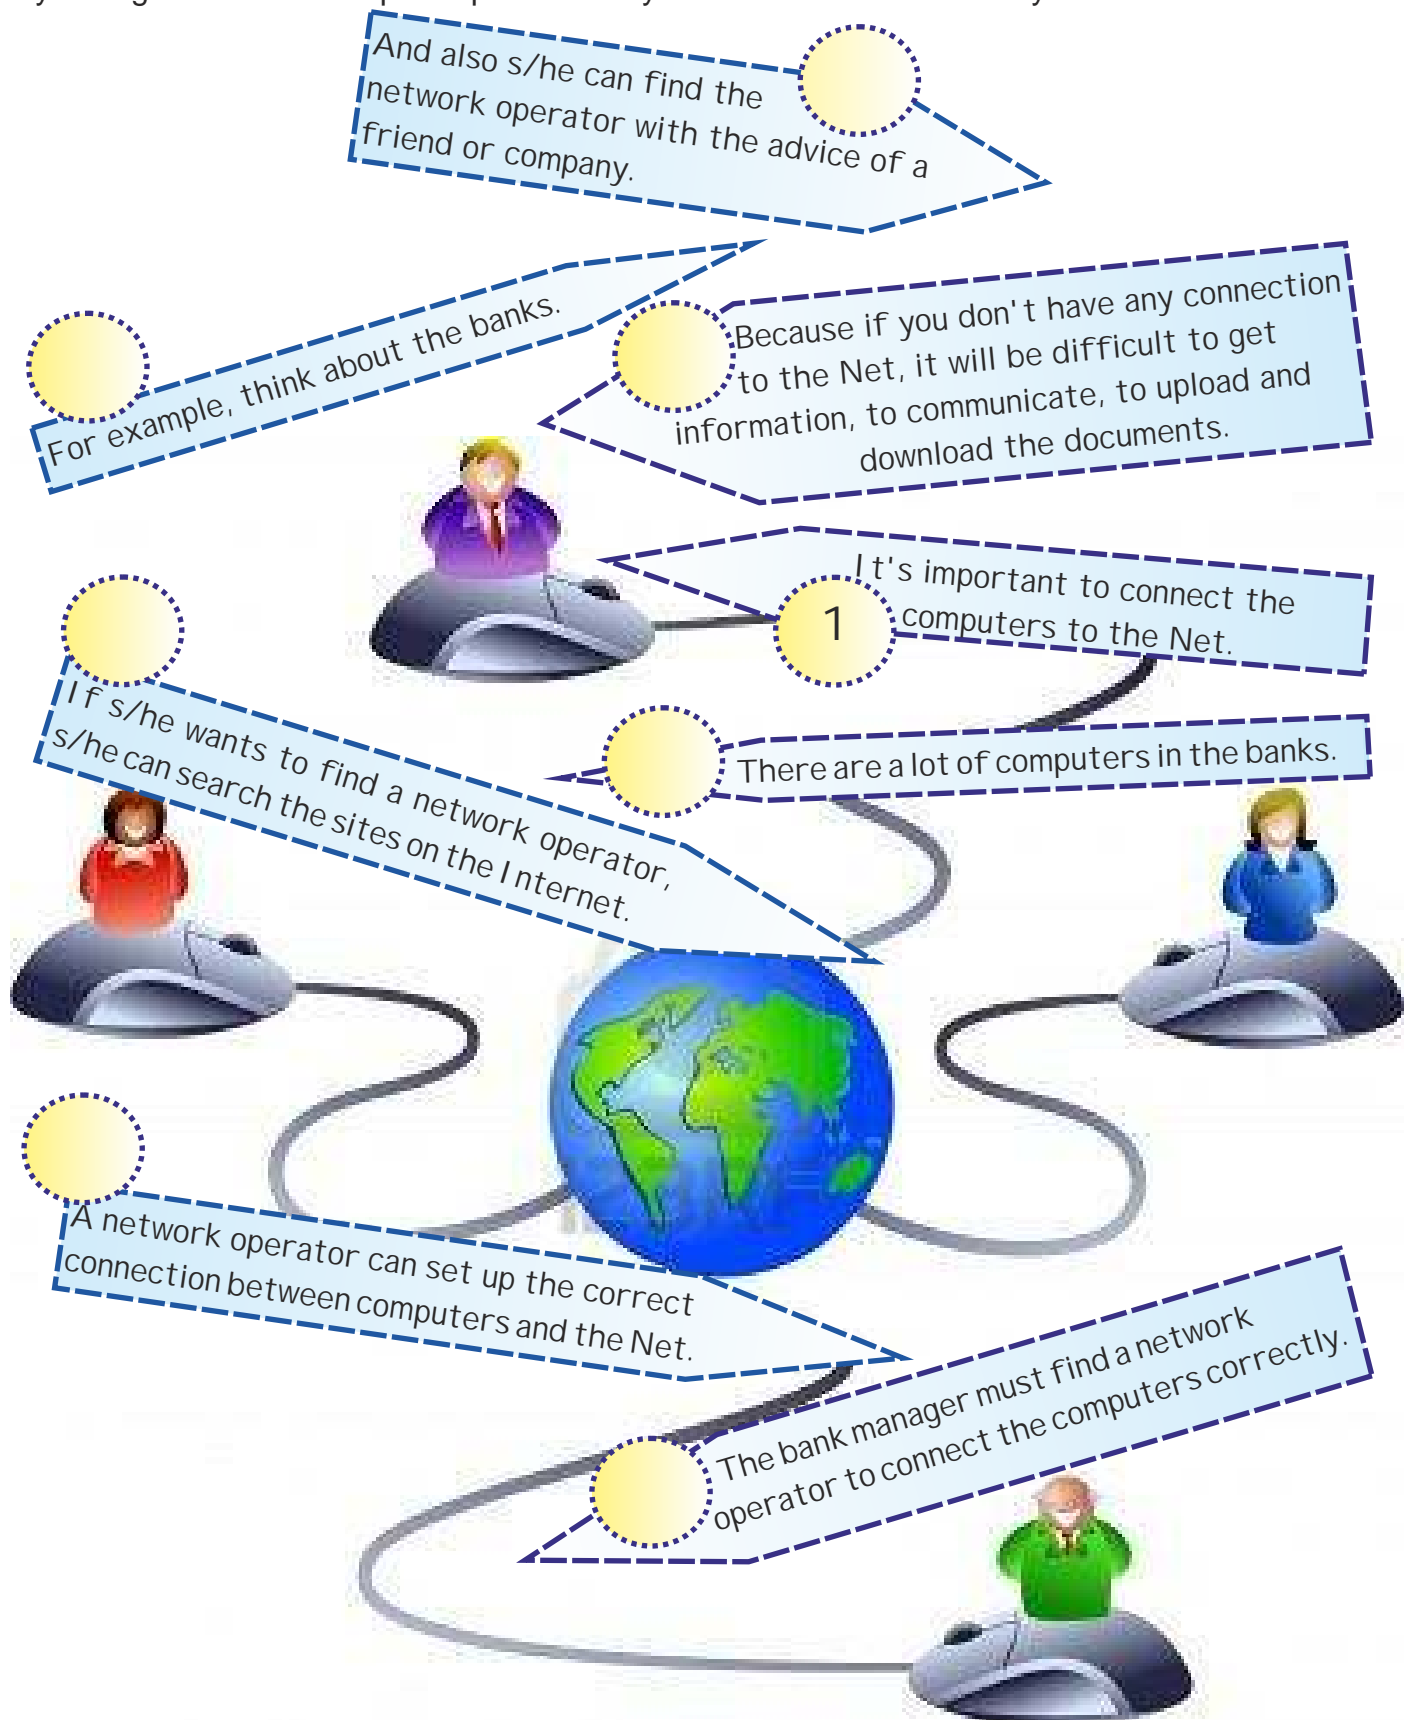 And also s/he can find the
network operator with the advice of a
friend or company.
For example, think about the banks.
Because if you don't have any connection
to the Net, it will be difficult to get
information, to communicate, to upload and
download the documents.
It's important to connect the
1 computers to the Net.
If s/he wants to find a network operator,
s/he can search the sites on the Internet.
There are a lot of computers in the banks.
A network operator can set up the correct
connection between computers and the Net.
The bank manager must find a network
operator to connect the computers correctly.